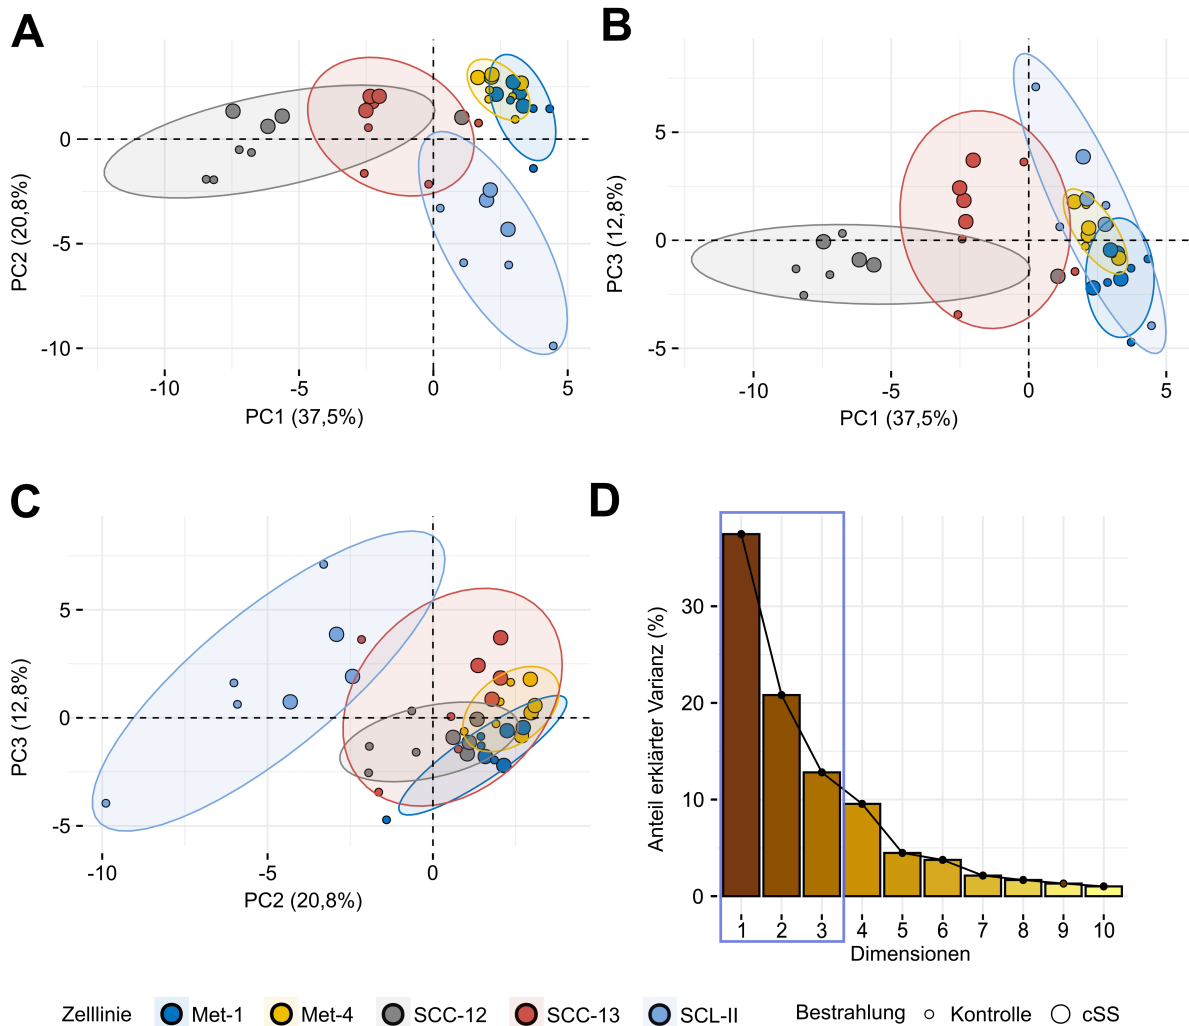 A
0
-5
-10
PC2 (20,8%)
-10
-5
0
5
PC1 (37,5%)
B
5
0
-5
PC3 (12,8%)
-10
-5
0
5
PC1 (37,5%)
C
5
0
-5
PC3 (12,8%)
-10
-5
0
PC2 (20,8%)
D
30
20
10
0
Anteil erklärter Varianz (%)
1 2 3 4 5 6 7 8 9 10
Dimensionen
Zelllinie Met-1 Met-4 SCC-12 SCC-13 SCL-II Bestrahlung Kontrolle cSS